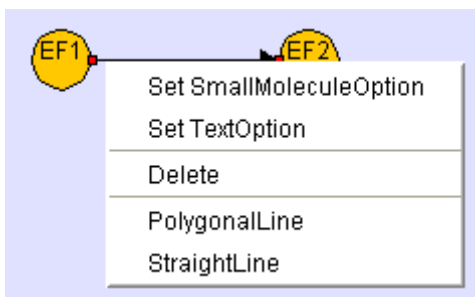 EF1 EF2
Set SmallMoleculeOption
Set TextOption
Delete
PolygonalLine
StraightLine